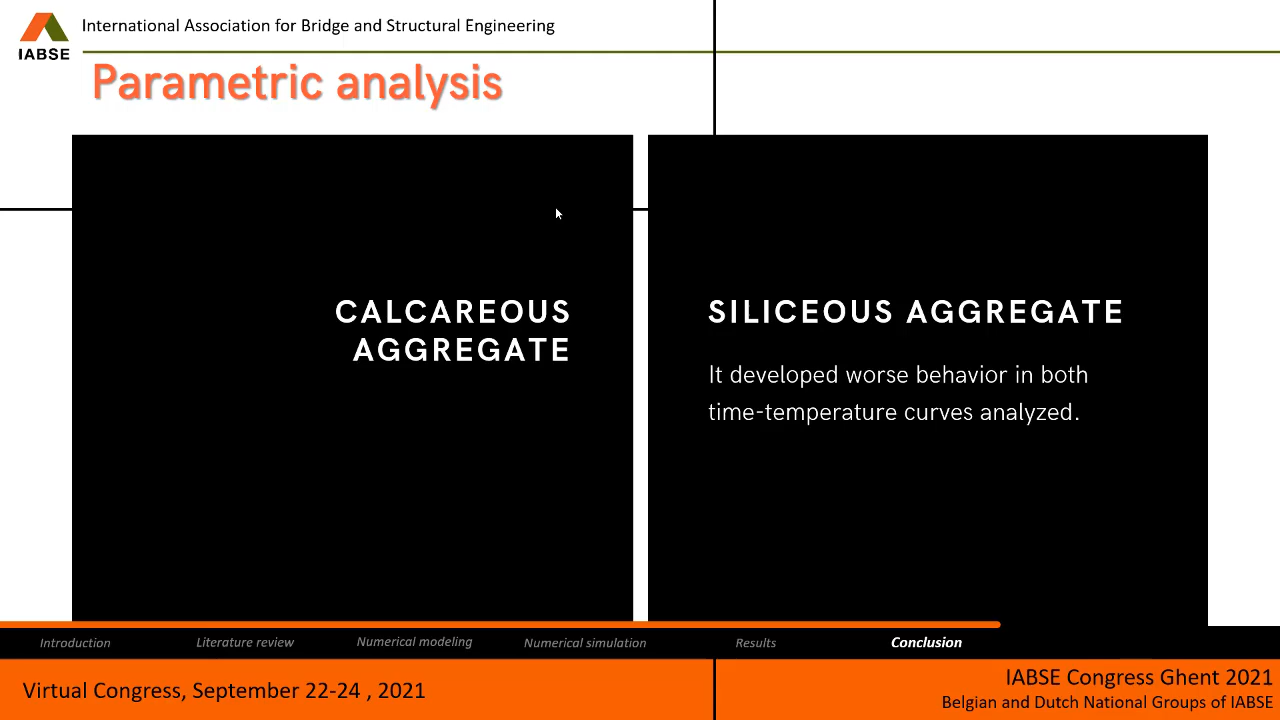 International Association for Bridge and Structural Engineering
IABSE
Parametric analysis
CALCAREOUS
AGGREGATE
SILICEOUS AGGREGATE
It developed worse behavior in both
time-temperature curves analyzed.
Introduction
Literature review
Numerical modeling
Numerical simulation
Results
Conclusion
Virtual Congress, September 22-24 , 2021
IABSE Congress Ghent 2021
Belgian and Dutch National Groups of IABSE